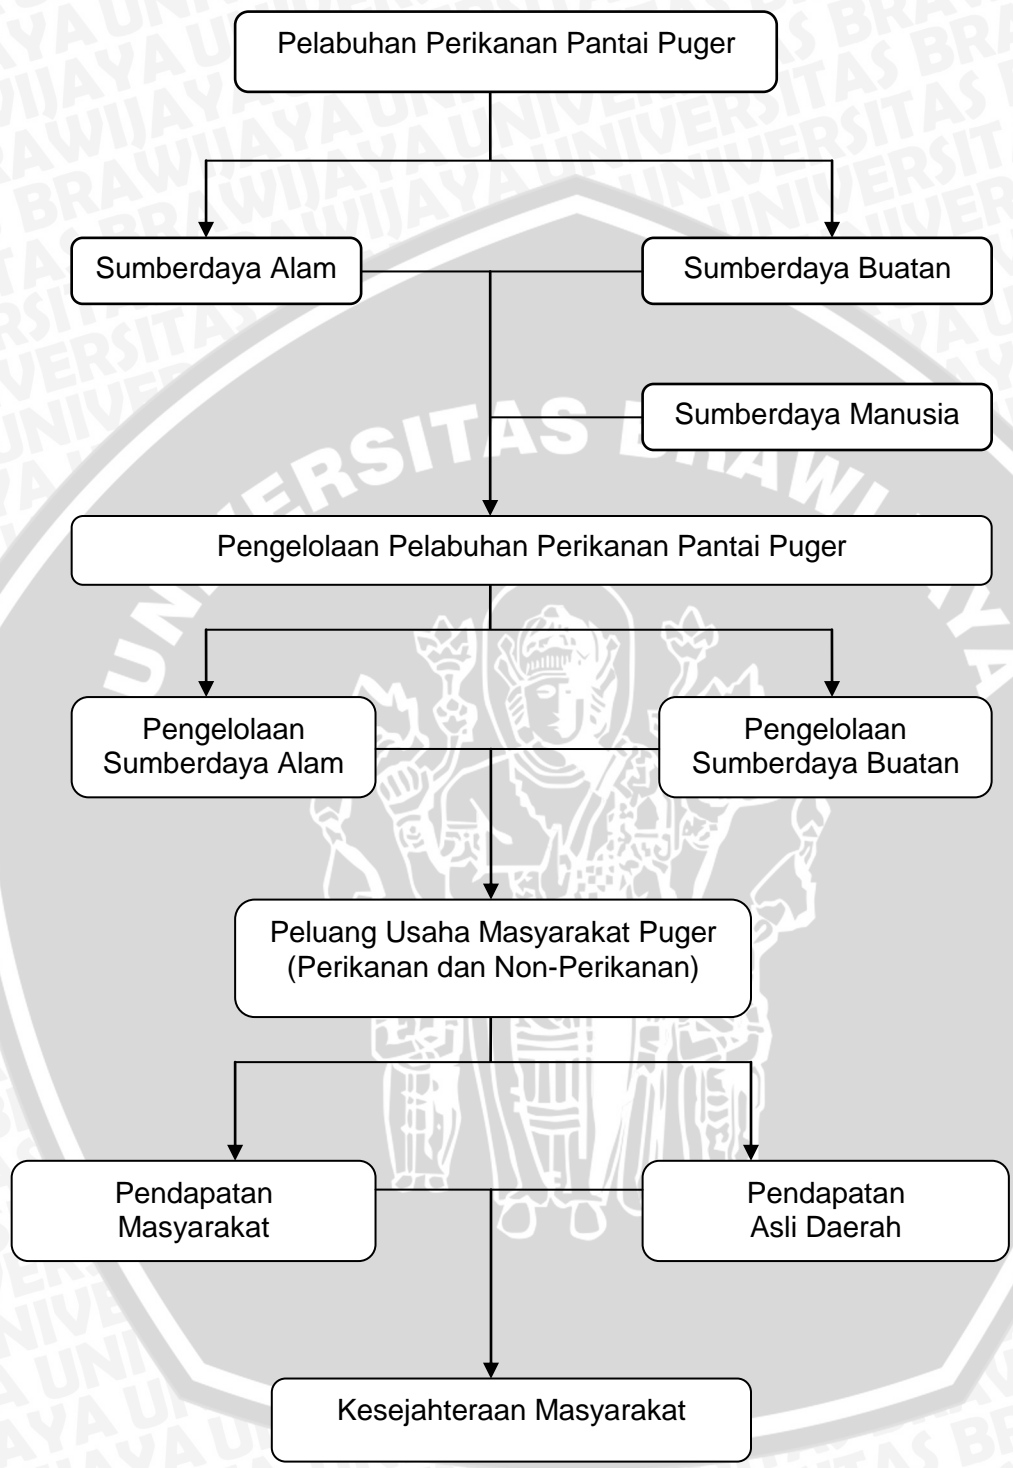 Pelabuhan Perikanan Pantai Puger
Sumberdaya Alam
Sumberdaya Buatan
Sumberdaya Manusia
Pengelolaan Pelabuhan Perikanan Pantai Puger
Pengelolaan
Sumberdaya Alam
Pengelolaan
Sumberdaya Buatan
Peluang Usaha Masyarakat Puger
(Perikanan dan Non-Perikanan)
Pendapatan
Masyarakat
Pendapatan
Asli Daerah
Kesejahteraan Masyarakat